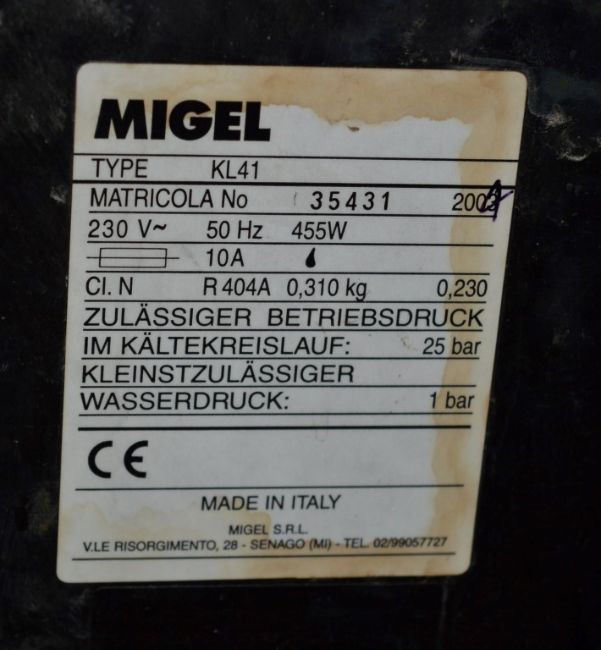 MIGEL
TYPE KL41
MATRICOLA No 35431 200
230 V~ 50 Hz 455W
10A
Cl. N R 404A 0,310 kg 0,230
ZULÄSSIGER BETRIEBSDRUCK
IM KÄLTEKREISLAUF: 25 bar
KLEINSTZULÄSSIGER
WASSERDRUCK: 1 bar
CE
MADE IN ITALY
MIGEL S.R.L.
V.LE RISORGIMENTO, 28 - SENAGO (MI) - TEL. 02/99057727